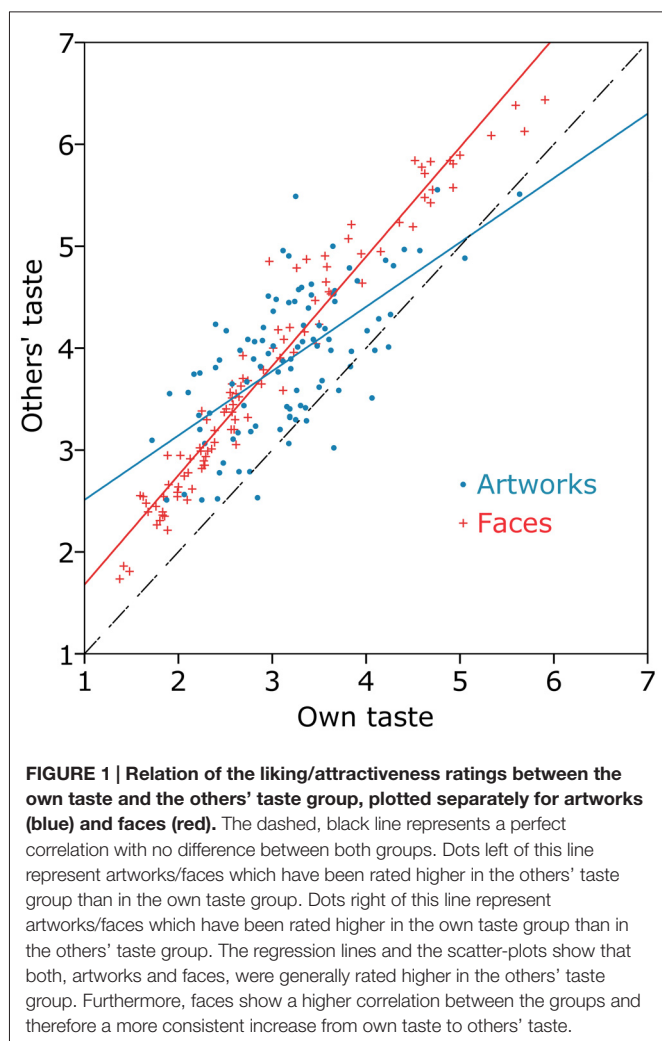 7
6
5
4
3
2
1
Others' taste
Artworks
Faces
1 2 3 4 5 6 7
Own taste
FIGURE 1 | Relation of the liking/attractiveness ratings between the
own taste and the others' taste group, plotted separately for artworks
(blue) and faces (red). The dashed, black line represents a perfect
correlation with no difference between both groups. Dots left of this line
represent artworks/faces which have been rated higher in the others' taste
group than in the own taste group. Dots right of this line represent
artworks/faces which have been rated higher in the own taste group than in
the others' taste group. The regression lines and the scatter-plots show that
both, artworks and faces, were generally rated higher in the others' taste
group. Furthermore, faces show a higher correlation between the groups and
therefore a more consistent increase from own taste to others' taste.